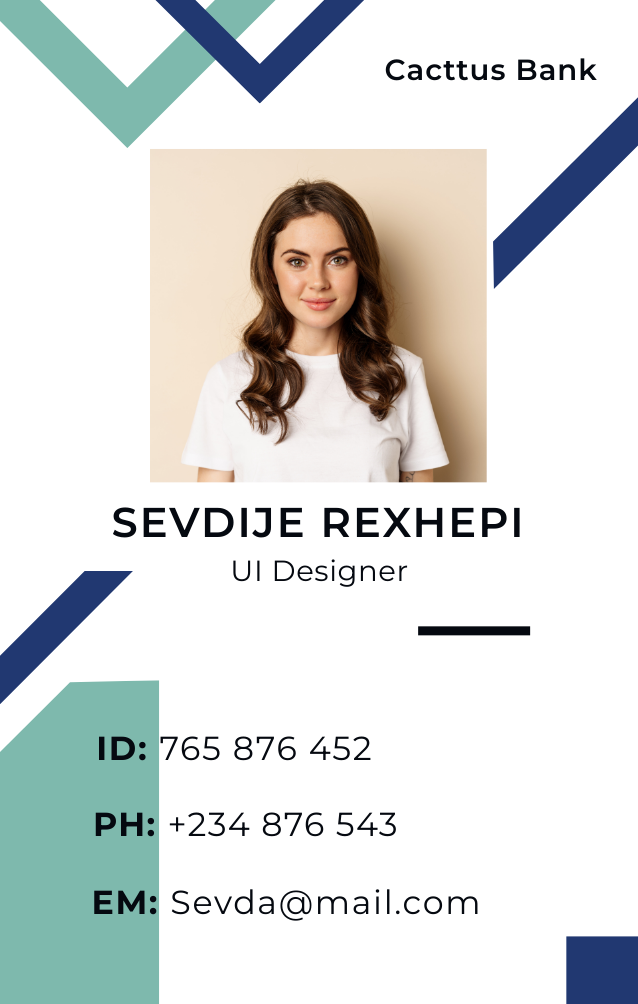 Cacttus Bank
SEVDIJE REXHEPI
UI Designer
ID: 765 876 452
PH: +234 876 543
EM: Sevda@mail.com